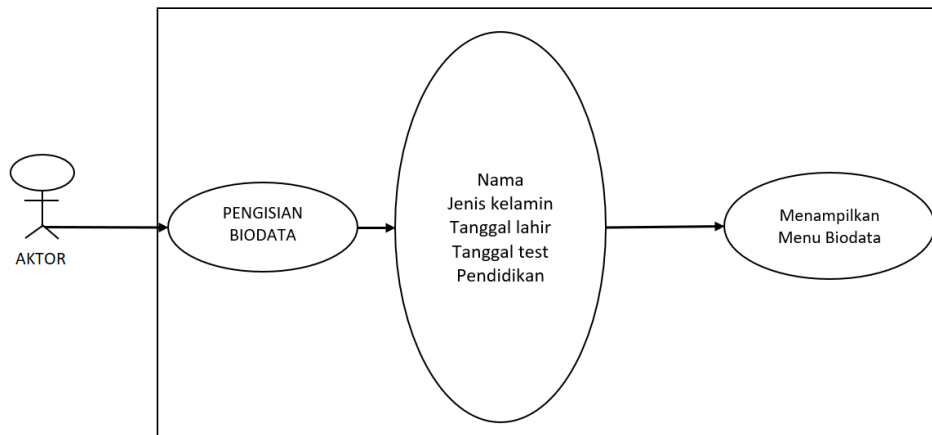 AKTOR
PENGISIAN
BIODATA
Nama
Jenis kelamin
Tanggal lahir
Tanggal test
Pendidikan
Menampilkan
Menu Biodata